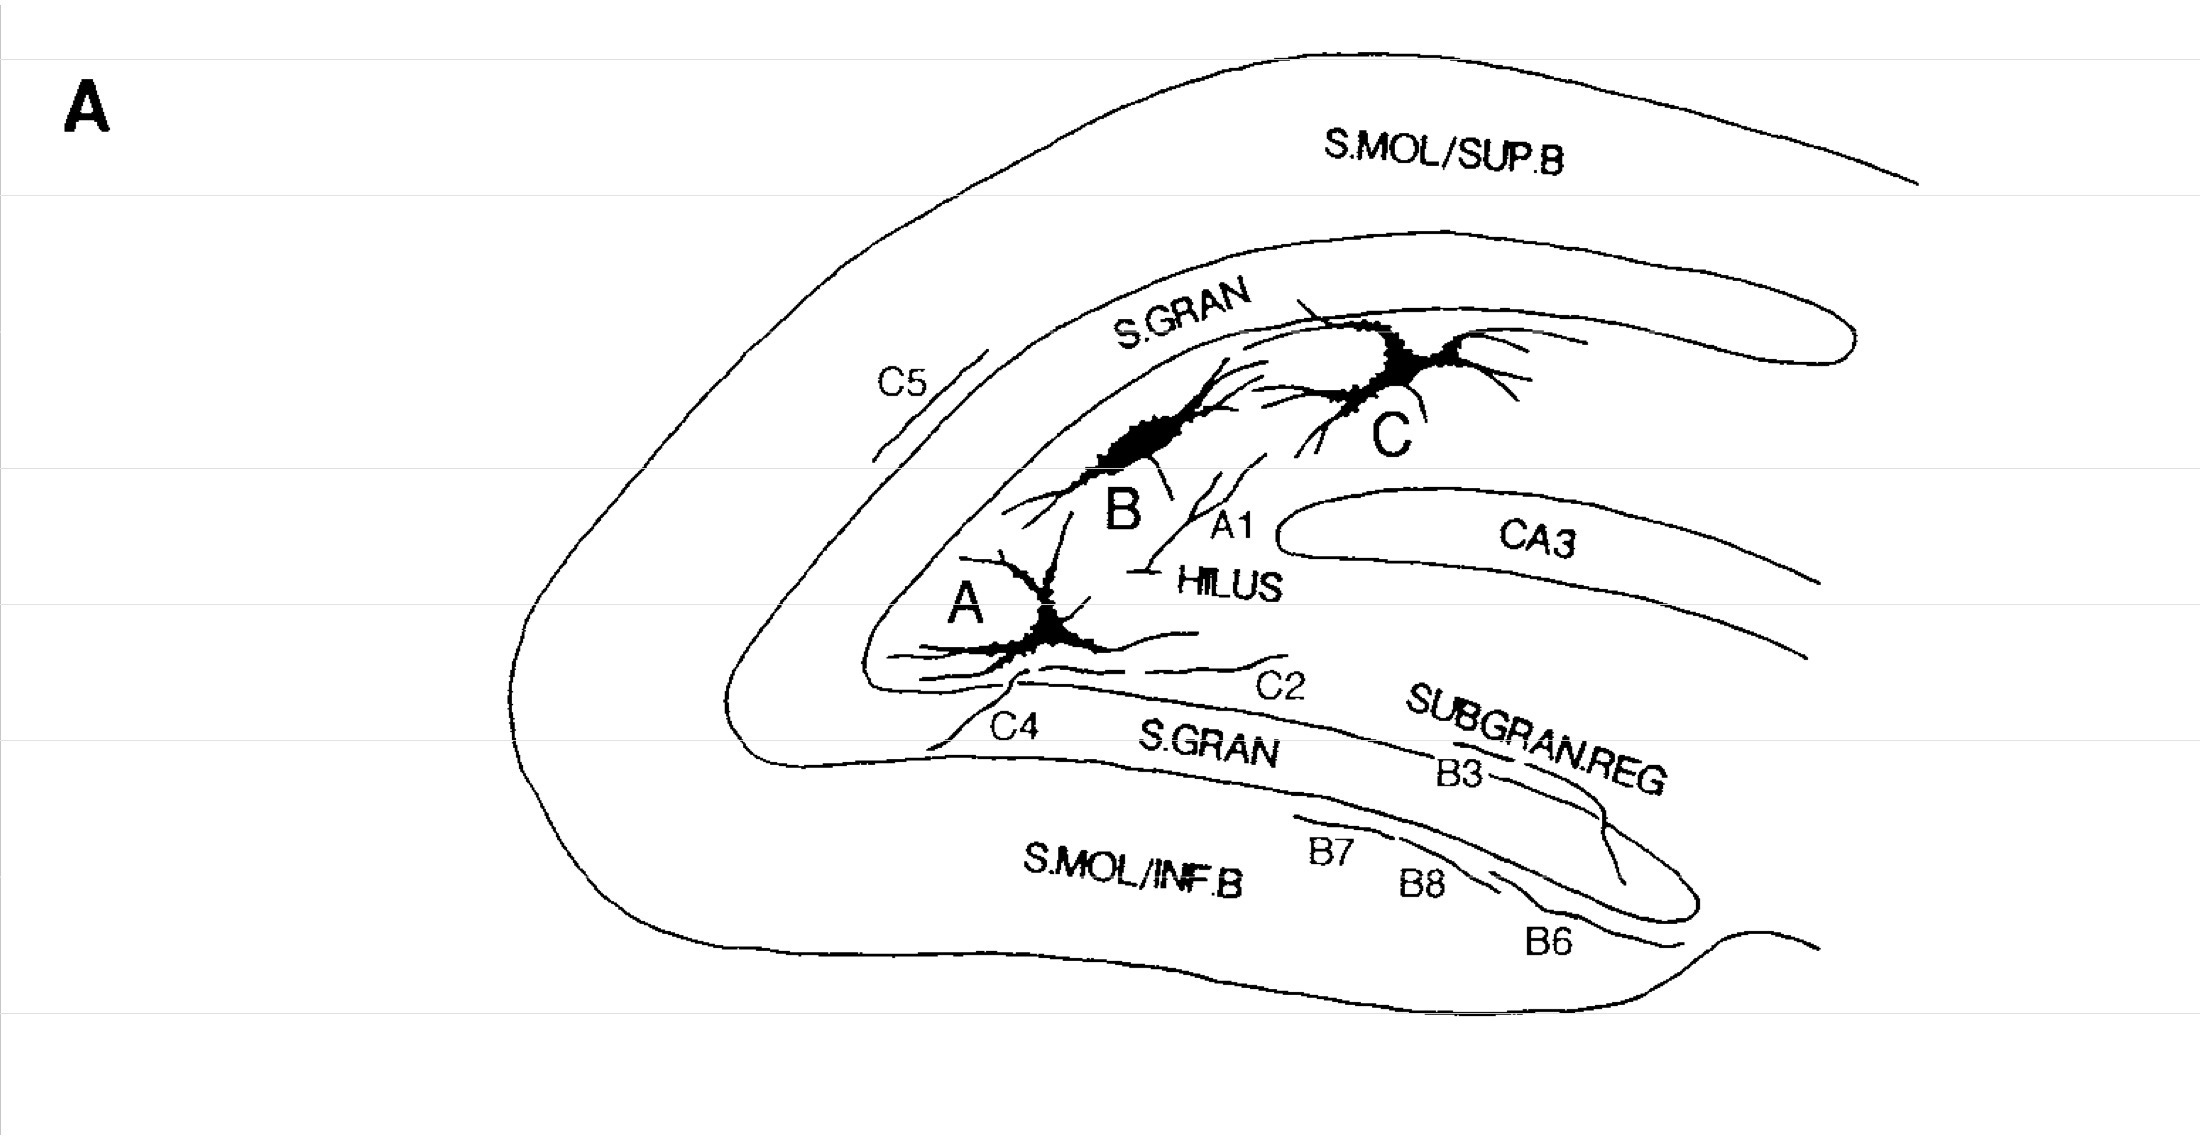 A
S.MOL/SUP.B
S.GRAN
C5
C
B
A1
CA3
HILUS
A
C2
C4
S.GRAN
SUBGRAN.REG
B3
B7
S.MOL/INF.B
B8
B6